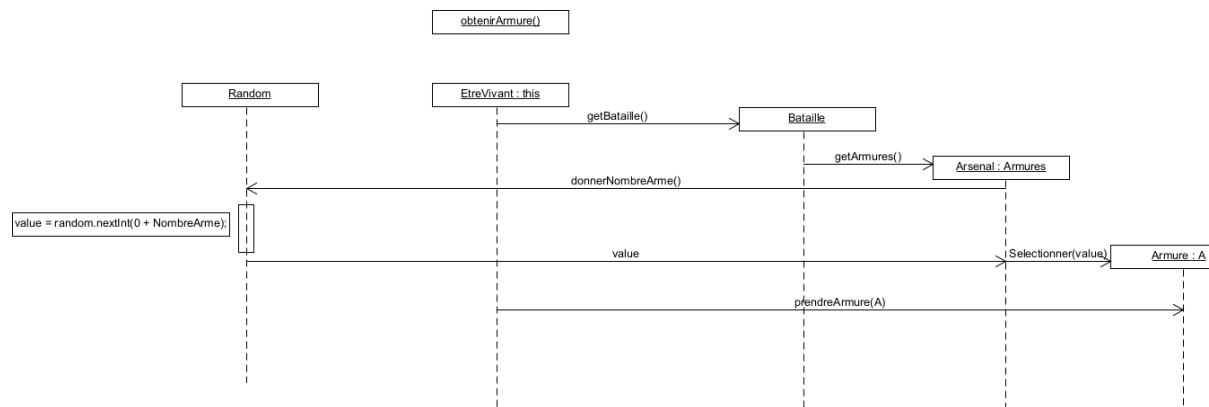 obtenirArmure()
Random
EtreVivant : this
getBataille()
Bataille
getArmures()
Arsenal : Armures
donnerNombreArme()
value = random.nextInt(0 + NombreArme);
value
Selectionner(value)
Armure : A
prendreArmure(A)